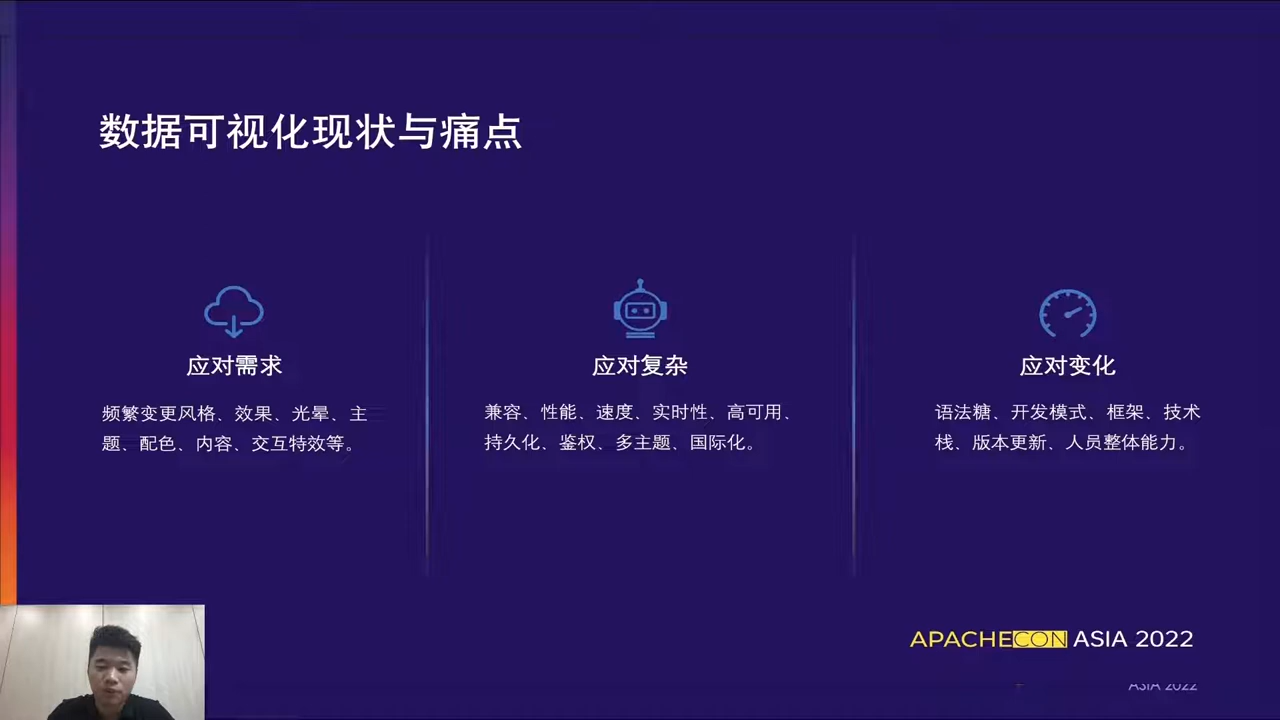 数据可视化现状与痛点
应对需求
频繁变更风格、效果、光晕、主
题、配色、内容、交互特效等。
应对复杂
兼容、性能、速度、实时性、高可用、
持久化、鉴权、多主题、国际化。
应对变化
语法糖、开发模式、框架、技术
栈、版本更新、人员整体能力。
APACHECON ASIA 2022
ASIA 2022